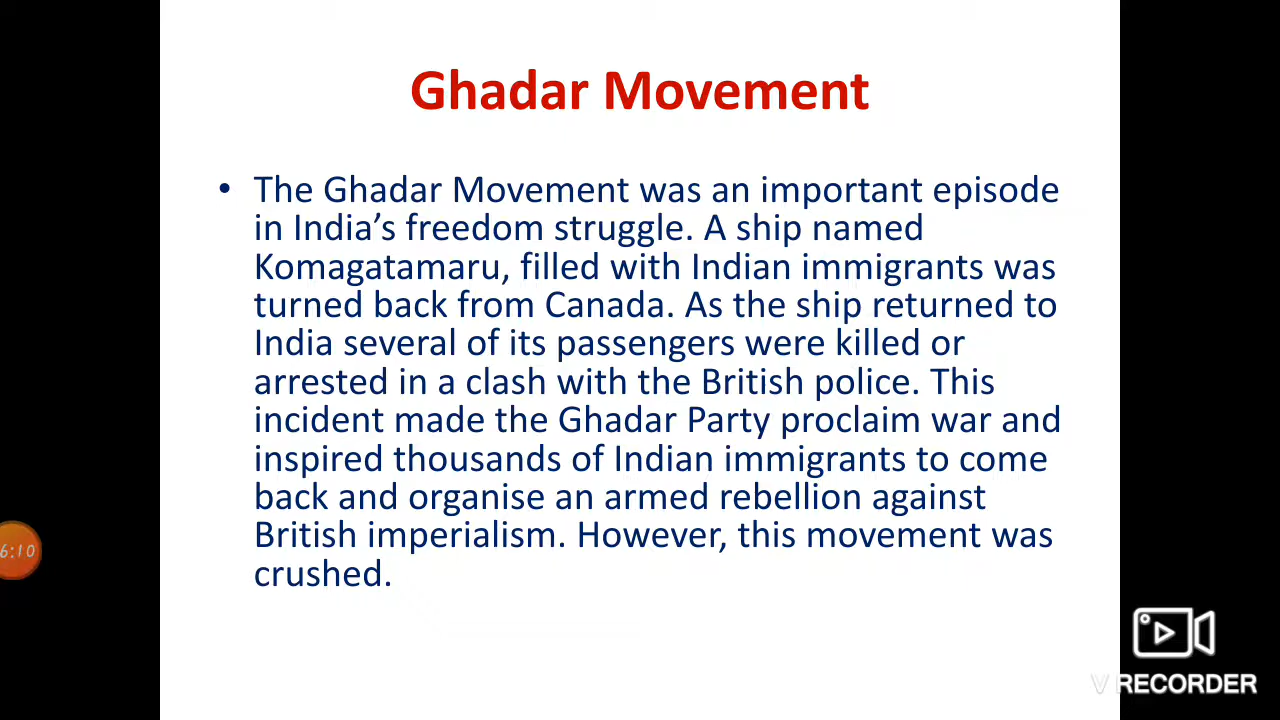 Ghadar Movement
• The Ghadar Movement was an important episode
in India’s freedom struggle. A ship named
Komagatamaru, filled with Indian immigrants was
turned back from Canada. As the ship returned to
India several of its passengers were killed or
arrested in a clash with the British police. This
incident made the Ghadar Party proclaim war and
inspired thousands of Indian immigrants to come
back and organise an armed rebellion against
British imperialism. However, this movement was
crushed.
6:10
V RECORDER